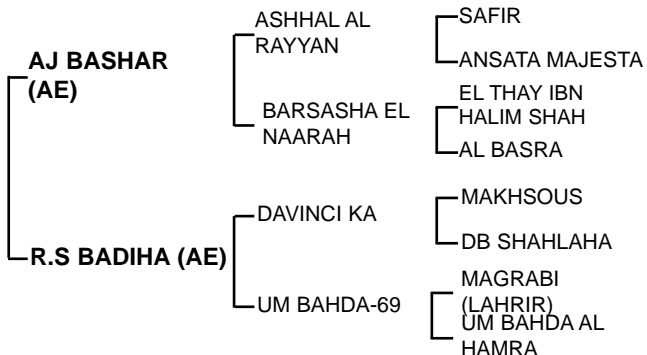 AJ BASHAR
(AE)
R.S BADIHA (AE)
ASHHAL AL
RAYYAN
BARSASHA EL
NAARAH
DAVINCI KA
UM BAHDA-69
SAFIR
ANSATA MAJESTA
EL THAY IBN
HALIM SHAH
AL BASRA
MAKHSOUS
DB SHAHLAHA
MAGRABI
(LAHRIR)
UM BAHDA AL
HAMRA